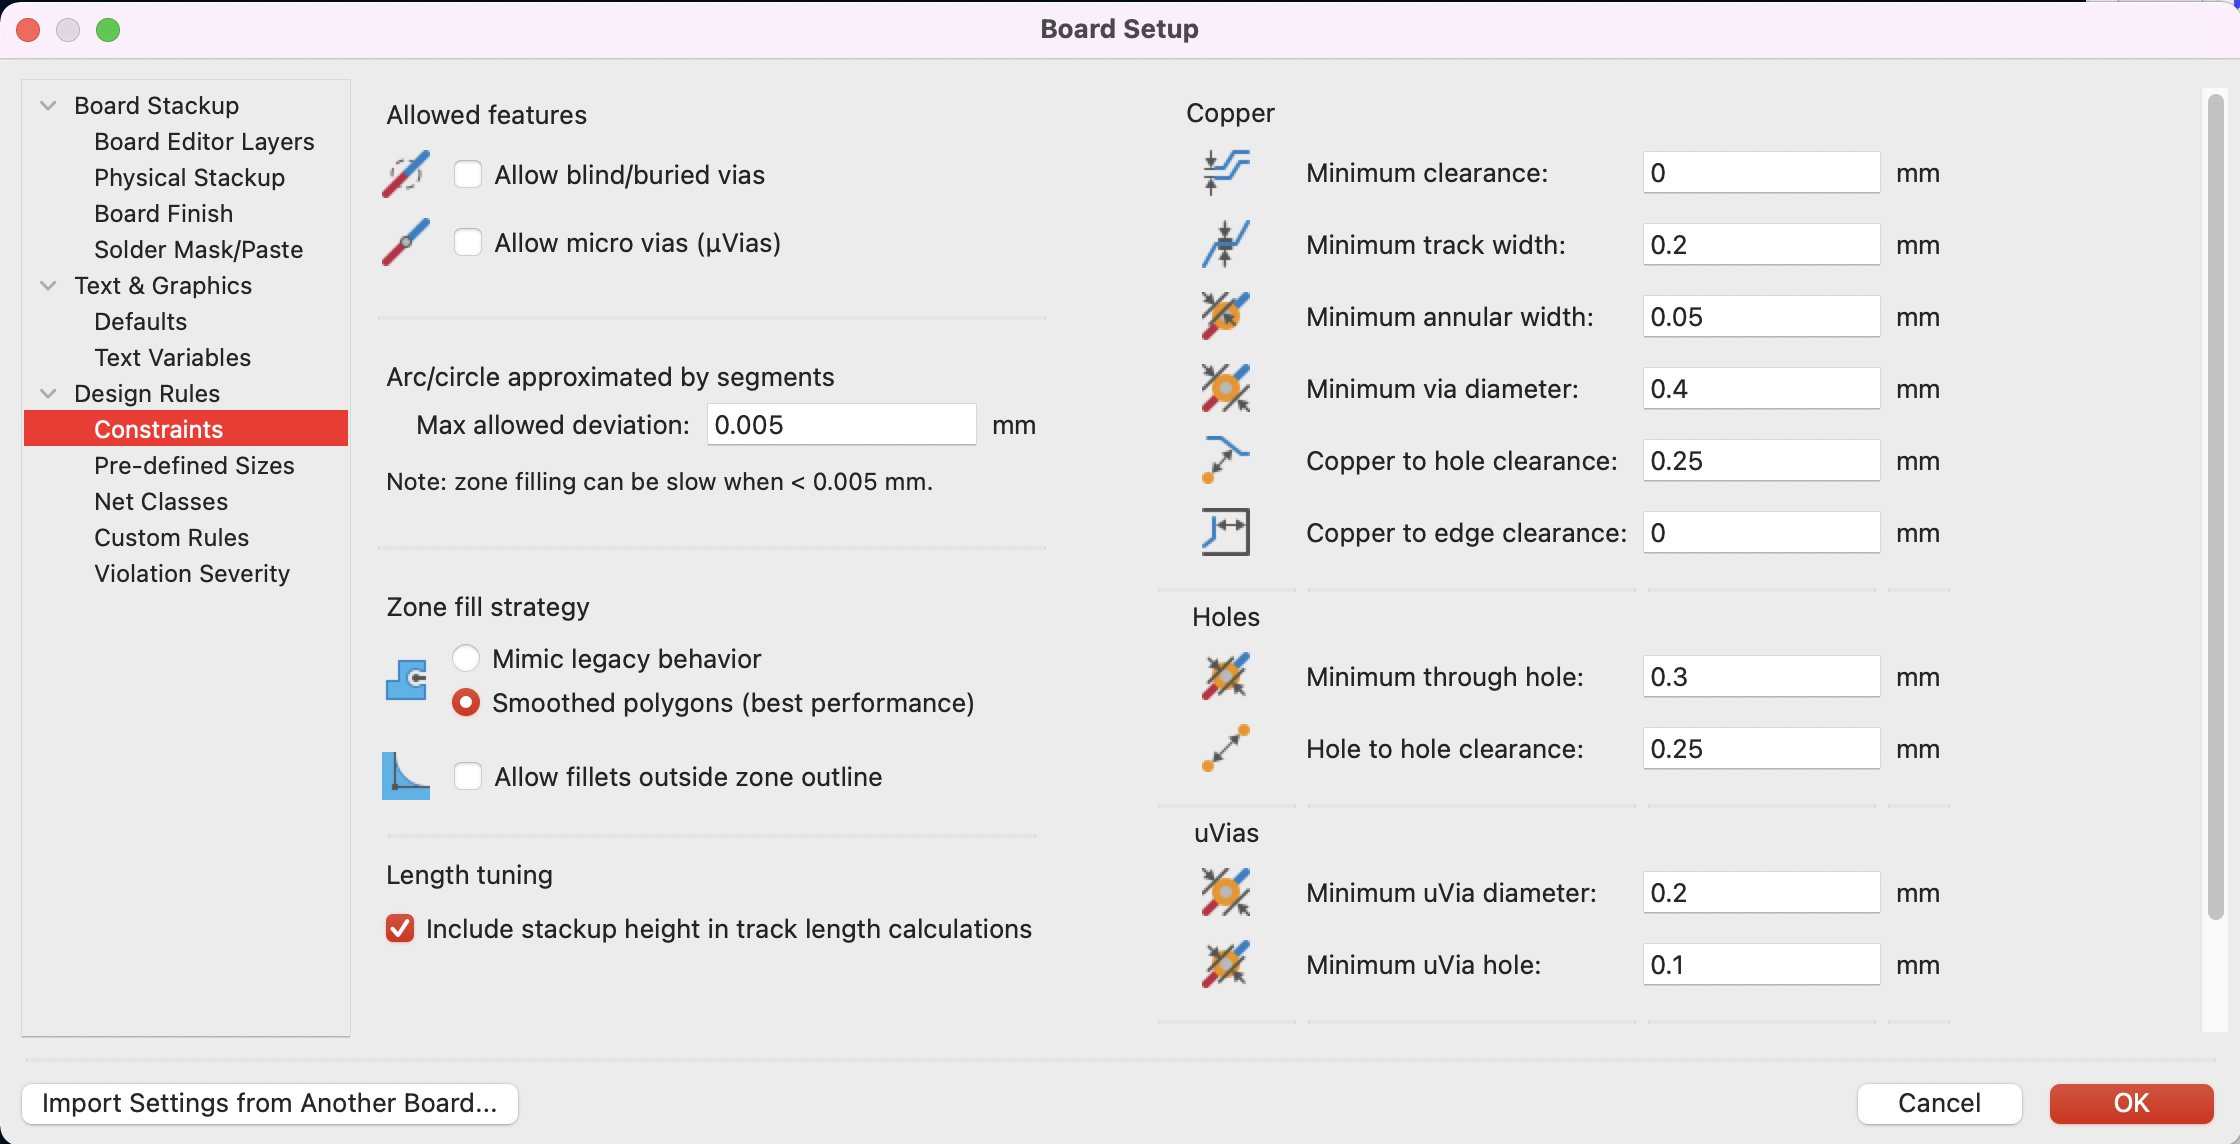 Board Setup
Board Stackup
Board Editor Layers
Physical Stackup
Board Finish
Solder Mask/Paste
Text & Graphics
Defaults
Text Variables
Design Rules
Constraints
Pre-defined Sizes
Net Classes
Custom Rules
Violation Severity
Allowed features
Allow blind/buried vias
Allow micro vias (µVias)
Arc/circle approximated by segments
Max allowed deviation: 0.005 mm
Note: zone filling can be slow when < 0.005 mm.
Zone fill strategy
Mimic legacy behavior
Smoothed polygons (best performance)
Allow fillets outside zone outline
Length tuning
Include stackup height in track length calculations
Copper
Minimum clearance: 0 mm
Minimum track width: 0.2 mm
Minimum annular width: 0.05 mm
Minimum via diameter: 0.4 mm
Copper to hole clearance: 0.25 mm
Copper to edge clearance: 0 mm
Holes
Minimum through hole: 0.3 mm
Hole to hole clearance: 0.25 mm
uVias
Minimum uVia diameter: 0.2 mm
Minimum uVia hole: 0.1 mm
Import Settings from Another Board...
Cancel
OK